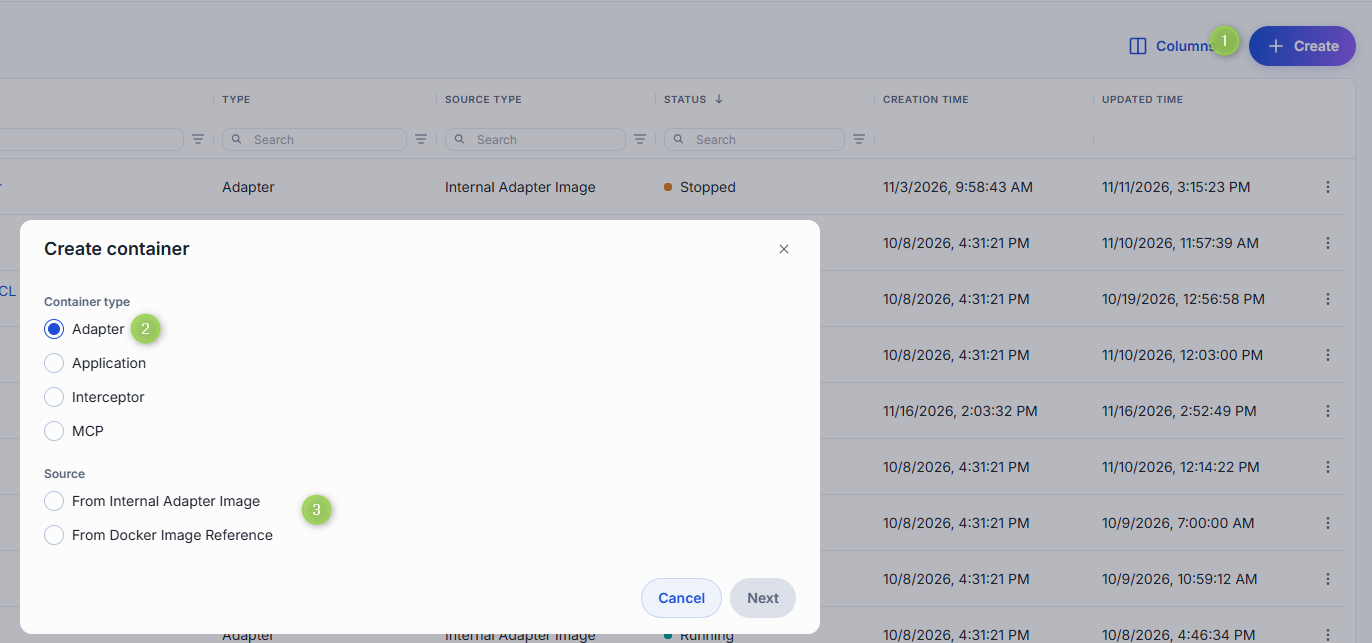 Columns 1 + Create
TYPE SOURCE TYPE STATUS ↓ CREATION TIME UPDATED TIME
Search Search Search
Adapter Internal Adapter Image Stopped 11/3/2026, 9:58:43 AM 11/11/2026, 3:15:23 PM
10/8/2026, 4:31:21 PM 11/10/2026, 11:57:39 AM
CL 10/8/2026, 4:31:21 PM 10/19/2026, 12:56:58 PM
10/8/2026, 4:31:21 PM 11/10/2026, 12:03:00 PM
11/16/2026, 2:03:32 PM 11/16/2026, 2:52:49 PM
10/8/2026, 4:31:21 PM 11/10/2026, 12:14:22 PM
10/8/2026, 4:31:21 PM 10/9/2026, 7:00:00 AM
10/8/2026, 4:31:21 PM 10/9/2026, 10:59:12 AM
Adapter Internal Adapter Image Running 10/8/2026, 4:31:21 PM 10/8/2026, 4:46:34 PM
Create container
Container type
Adapter 2
Application
Interceptor
MCP
Source
From Internal Adapter Image
3
From Docker Image Reference
Cancel Next